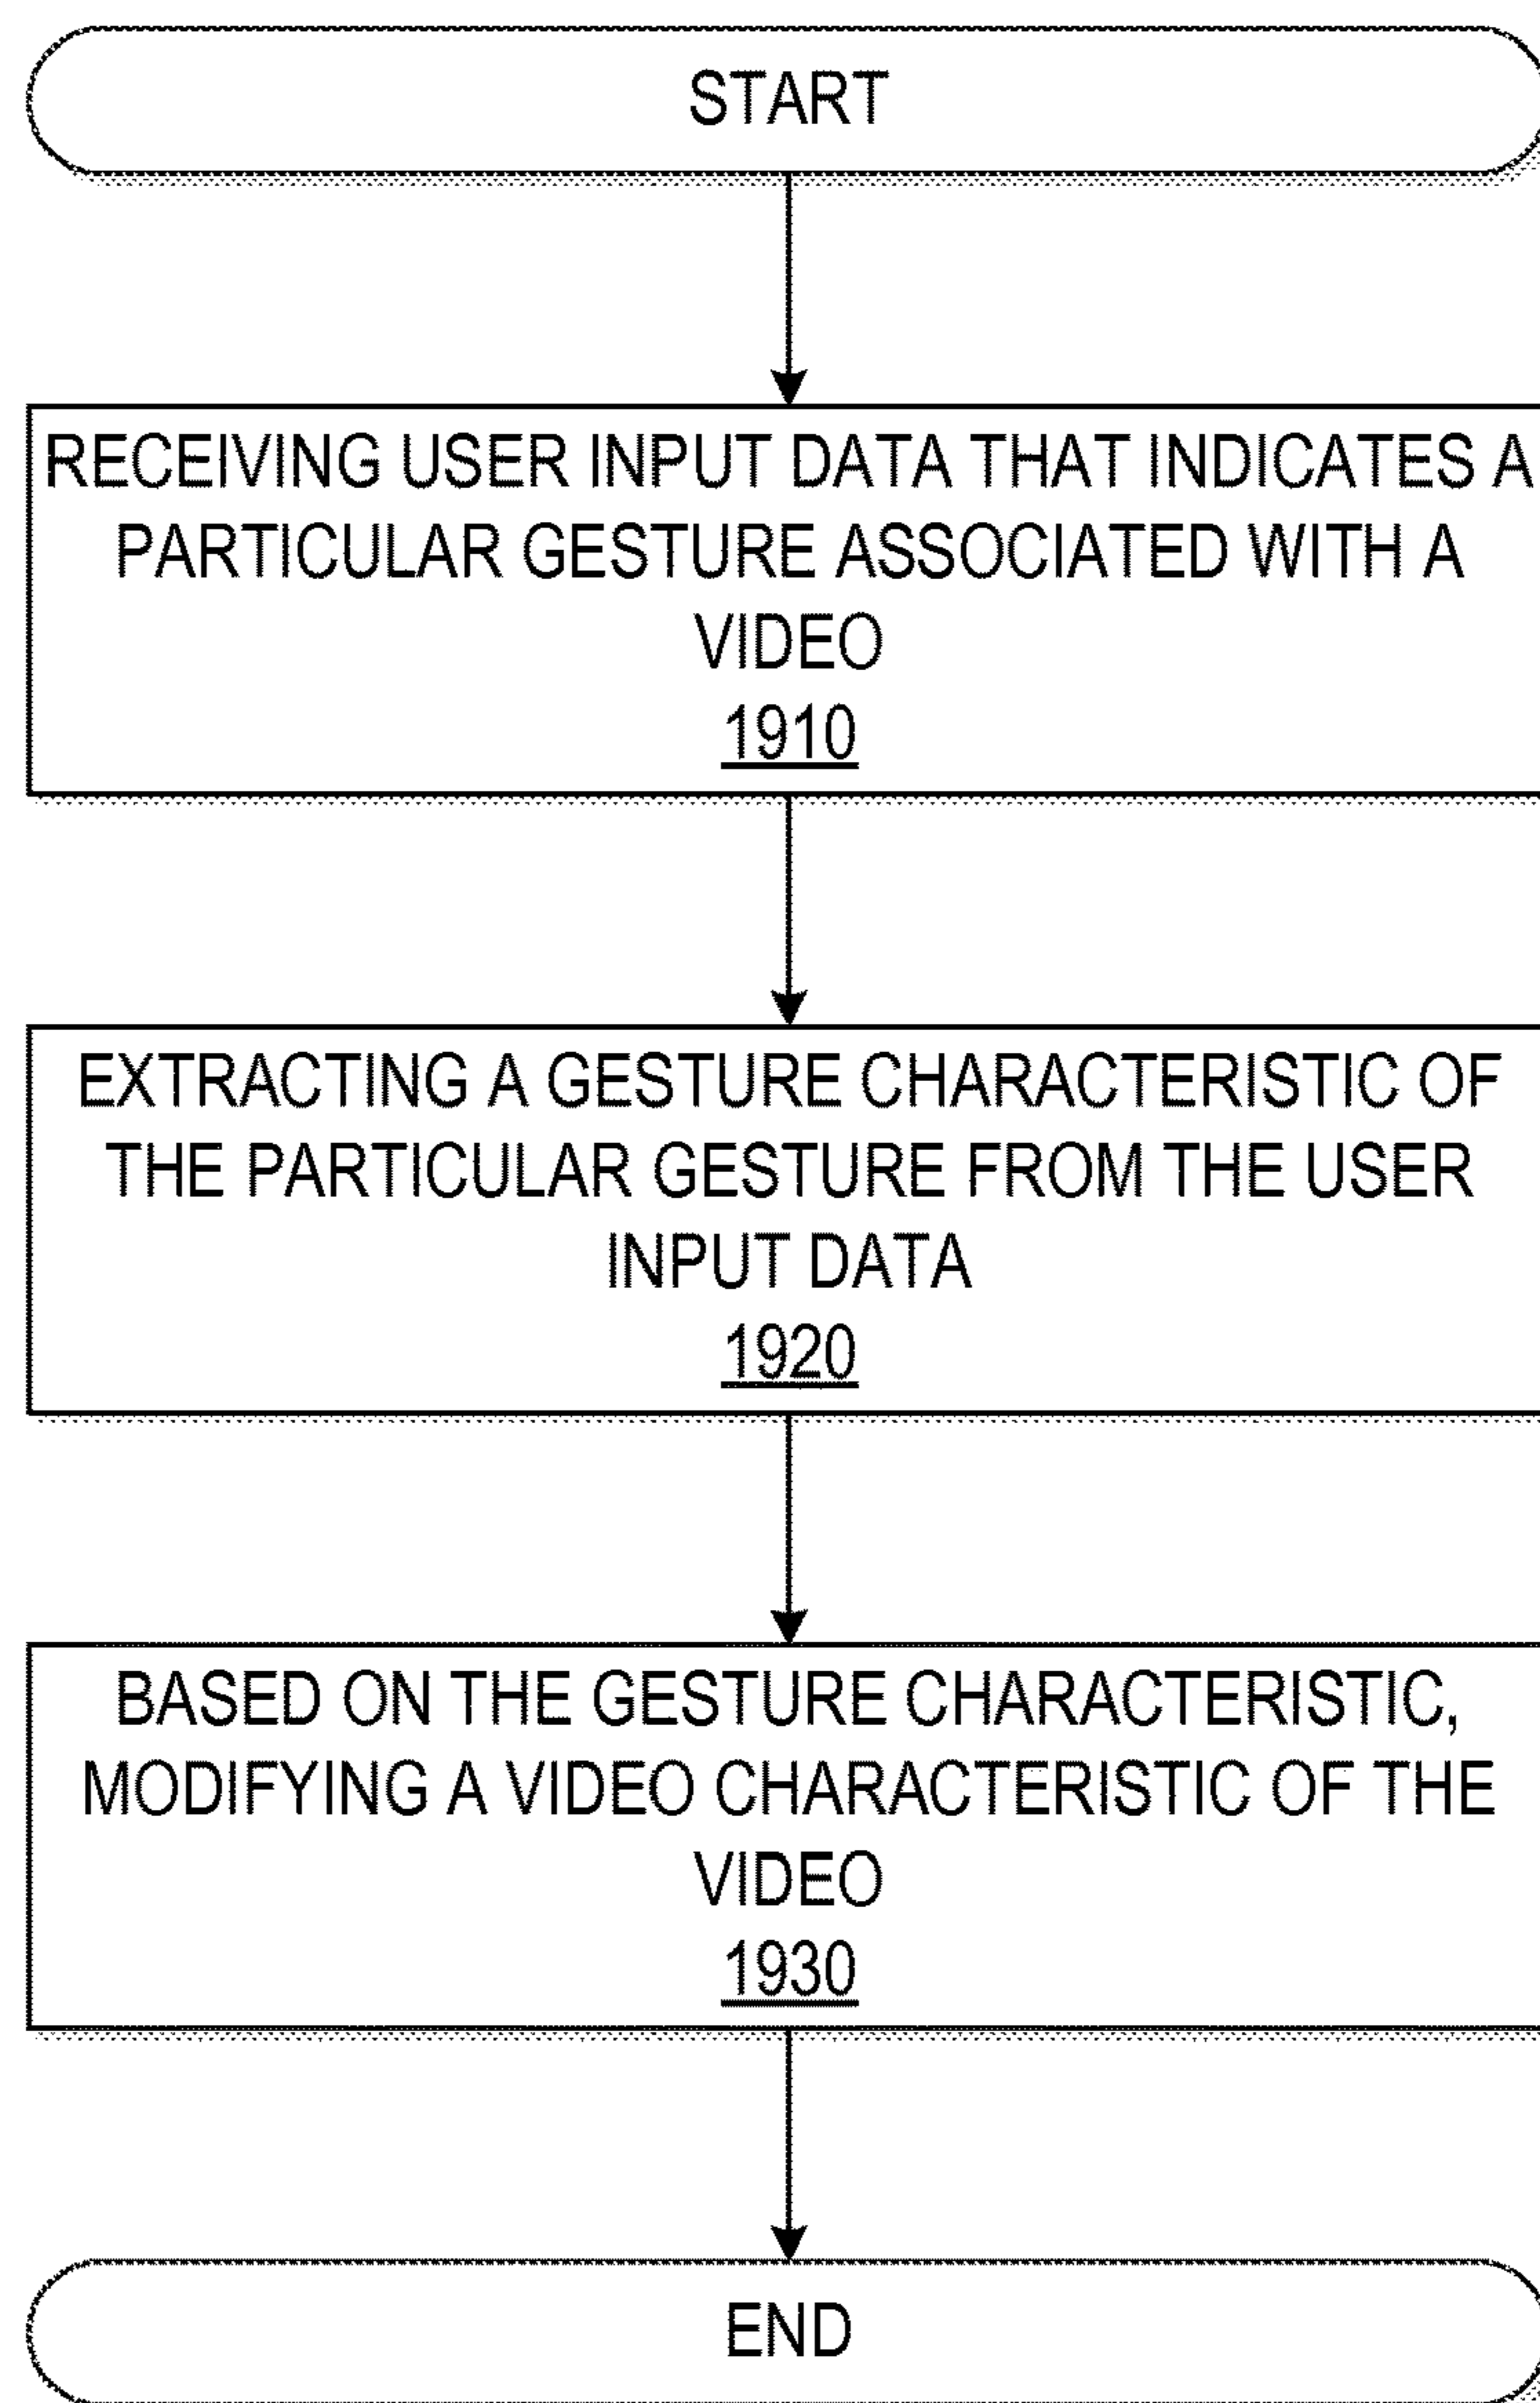 START
RECEIVING USER INPUT DATA THAT INDICATES A
PARTICULAR GESTURE ASSOCIATED WITH A
VIDEO
1910
EXTRACTING A GESTURE CHARACTERISTIC OF
THE PARTICULAR GESTURE FROM THE USER
INPUT DATA
1920
BASED ON THE GESTURE CHARACTERISTIC,
MODIFYING A VIDEO CHARACTERISTIC OF THE
VIDEO
1930
END